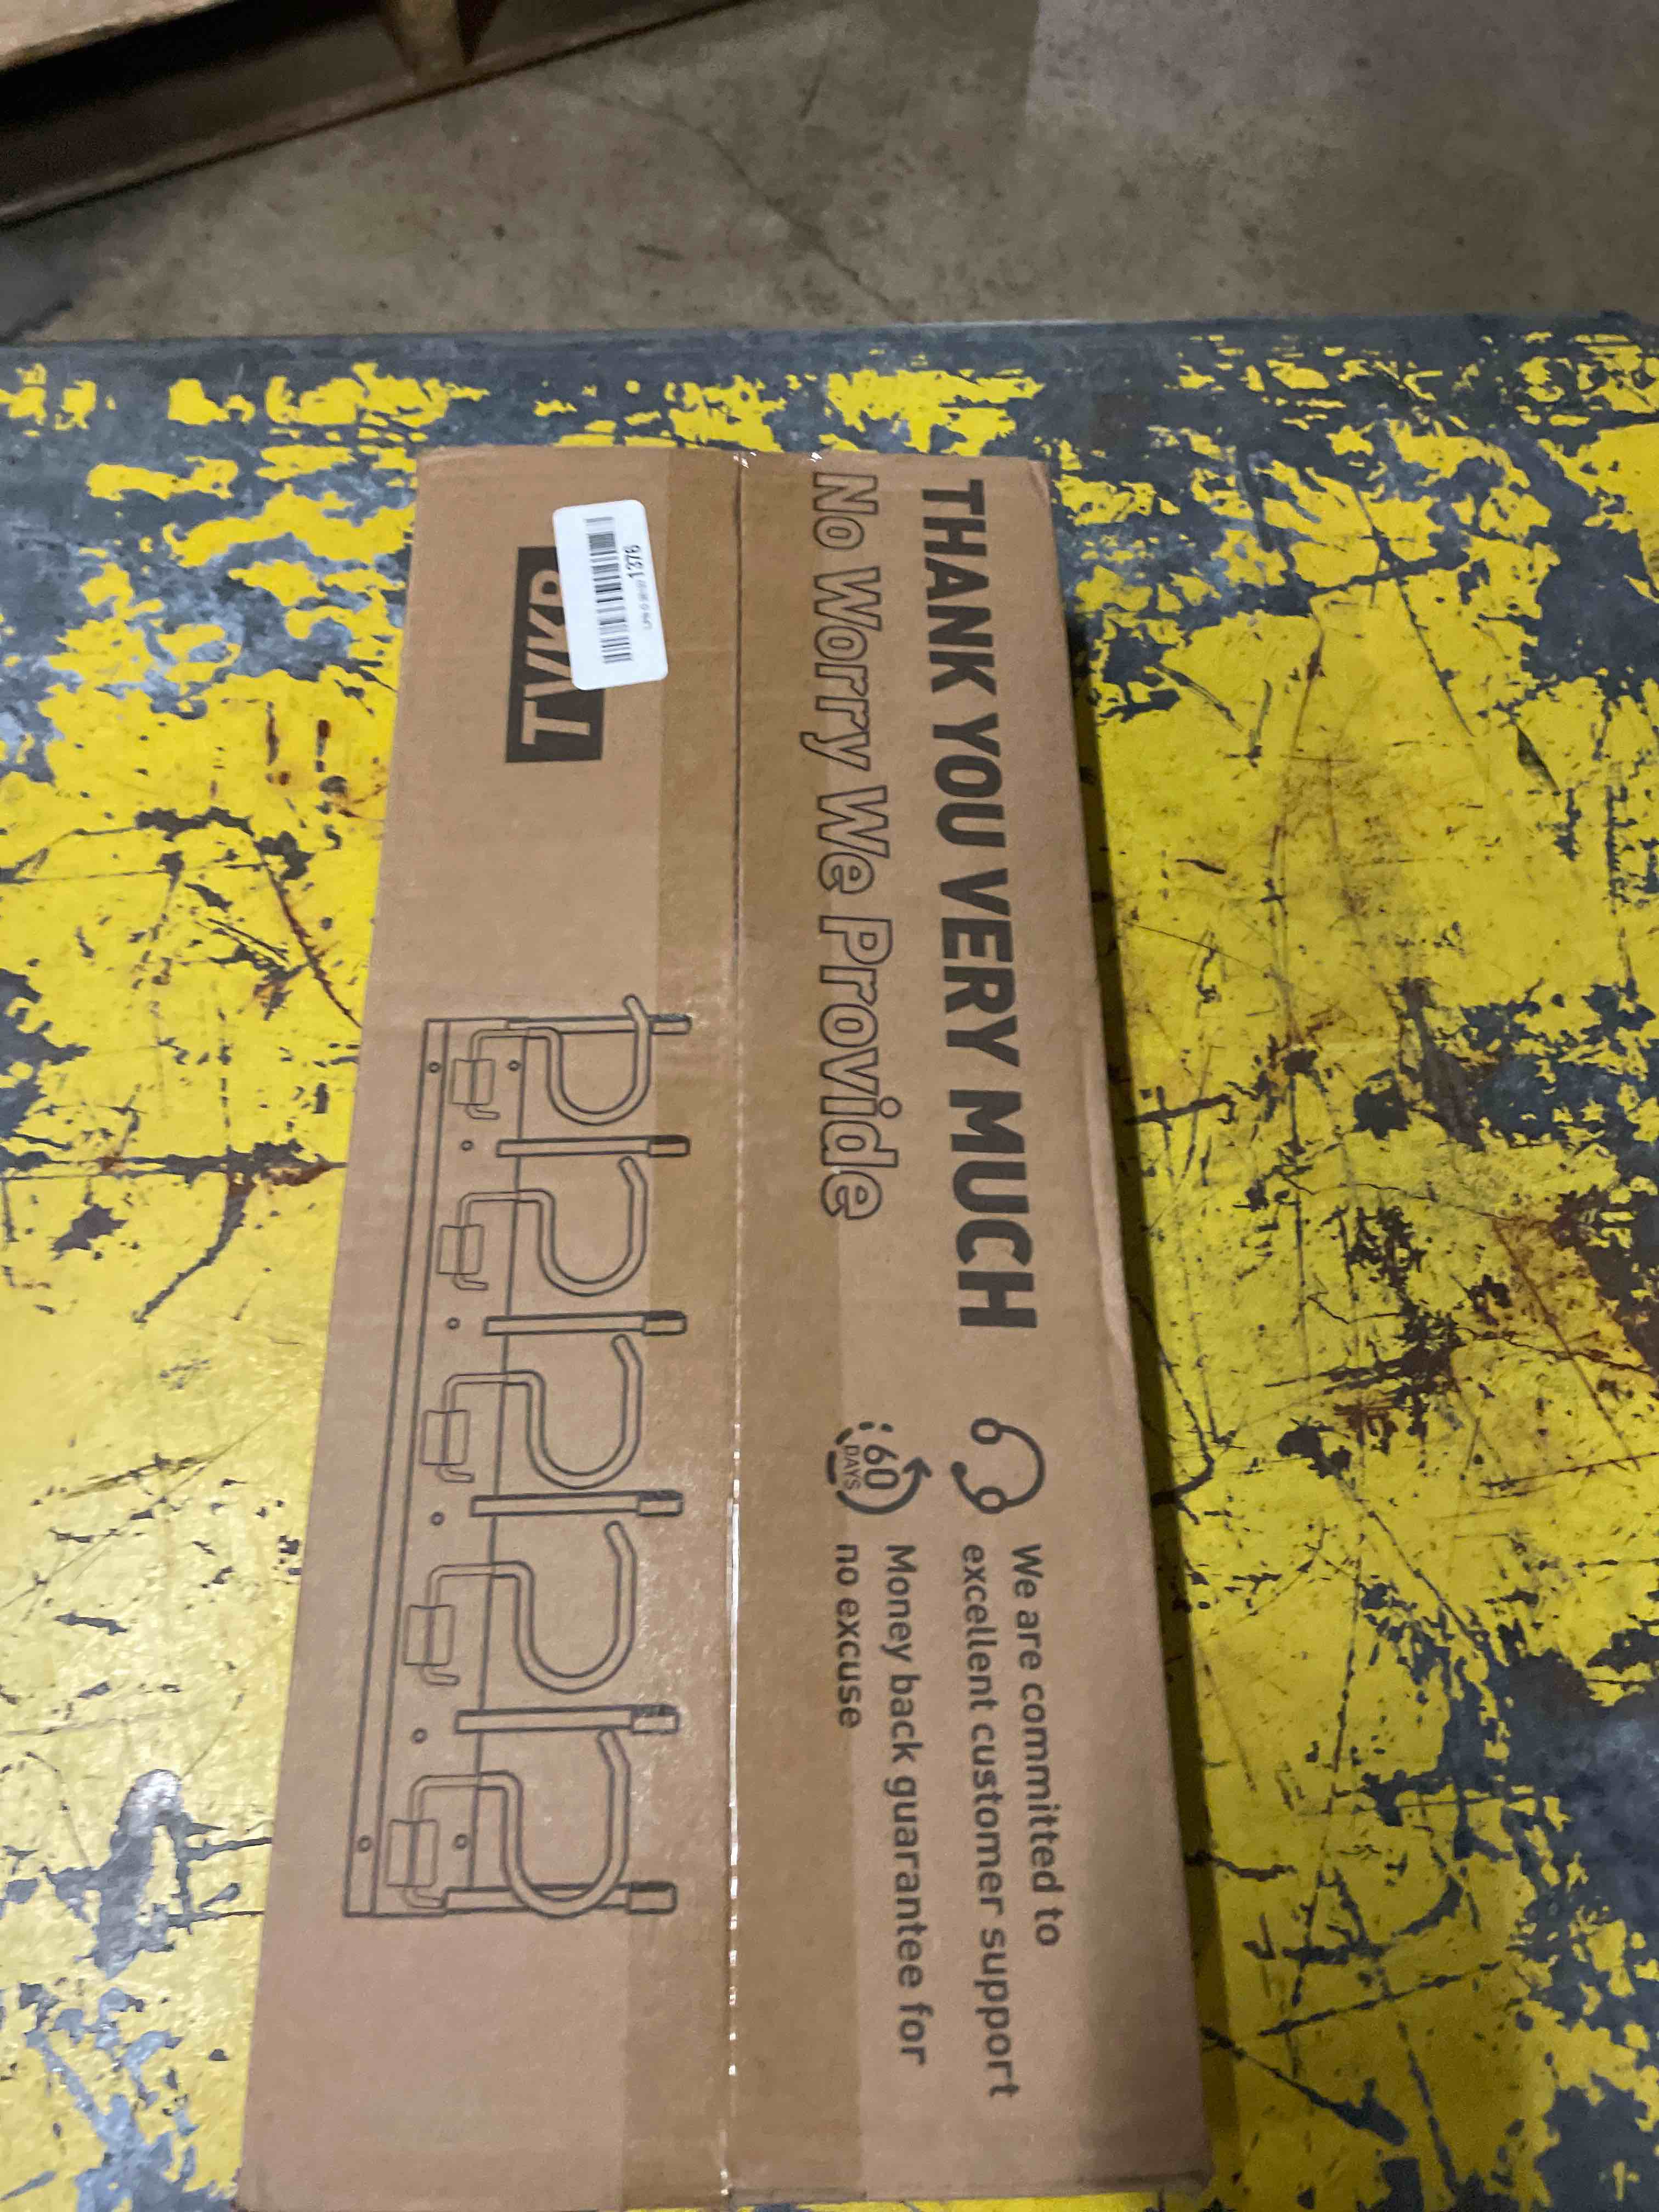 THANK YOU VERY MUCH
No Worry We Provide
We are committed to
excellent customer support
60
DAYS
Money back guarantee for
no excuse
1376